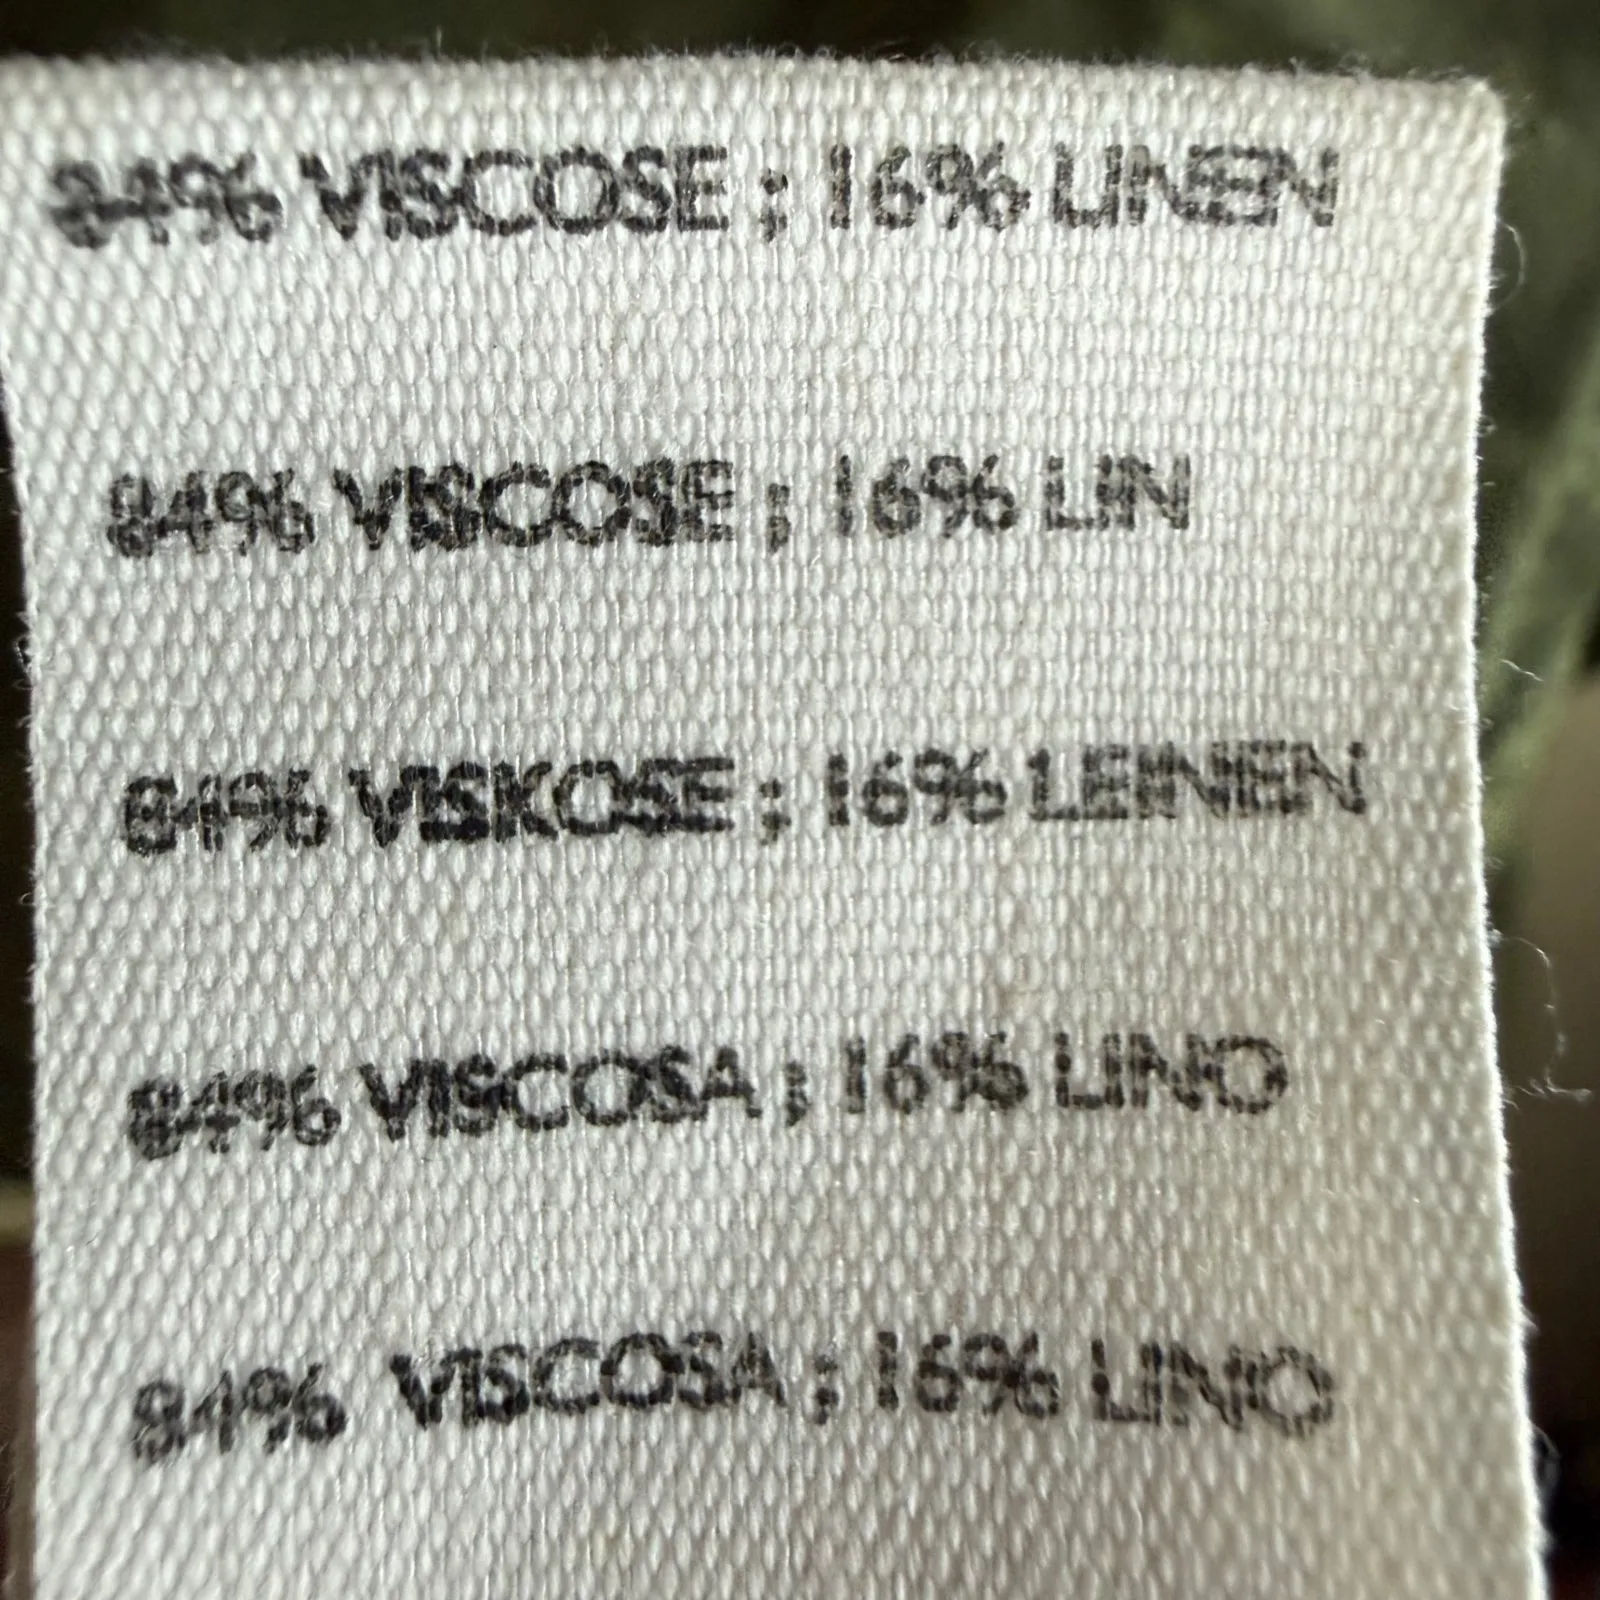 84% VISCOSE ; 16% LINEN
84% VISCOSE ; 16% LIN
84% VISKOSE ; 16% LEINEN
84% VISCOSA ; 16% LINO
84% VISCOSA ; 16% LINO